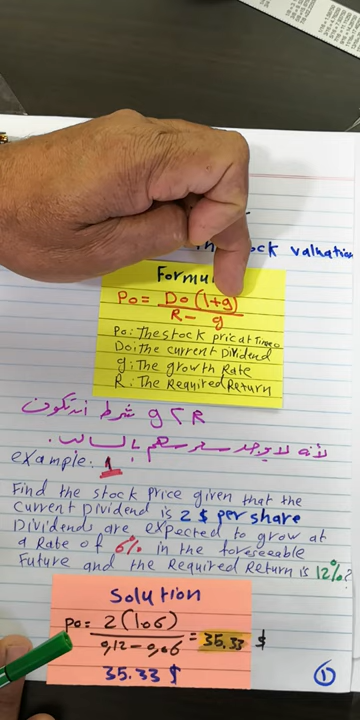 stock valuation
Formu
Po = Do (1+g)
R - g
Po: The stock pric at Time o
Do: The current Dividend
g: The growth Rate
R: The Required Return
شرط ان تكون g < R
لأنه لا يوجد سعر سهم بالسالب.
example: 1
Find the stock price given that the
current Dividend is 2 $ per share
Dividends are expected to grow at
a Rate of 6% in the foreseeable
Future and the Required Return is 12%?
Solution
po = 2(1.06)
0,12 - 0,06
= 35.33 $
35.33 $
1